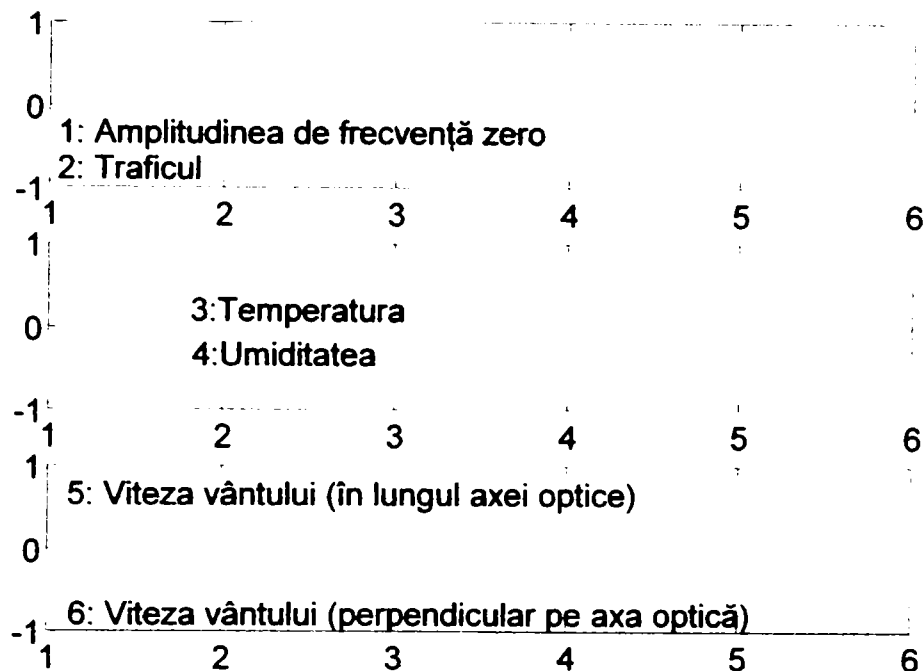 1
0
1: Amplitudinea de frecvență zero
2: Traficul
-1
1 2 3 4 5 6
1
3:Temperatura
0
4:Umiditatea
-1
1 2 3 4 5 6
1
5: Viteza vântului (în lungul axei optice)
0
6: Viteza vântului (perpendicular pe axa optică)
-1
1 2 3 4 5 6